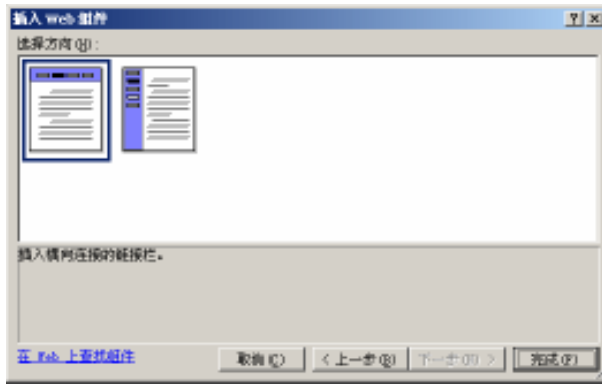 插入 Web 组件
选择方向(H):
插入横向连接的链接栏。
在 Web 上查找组件
取消(C)
< 上一步(B)
下一步(N) >
完成(F)